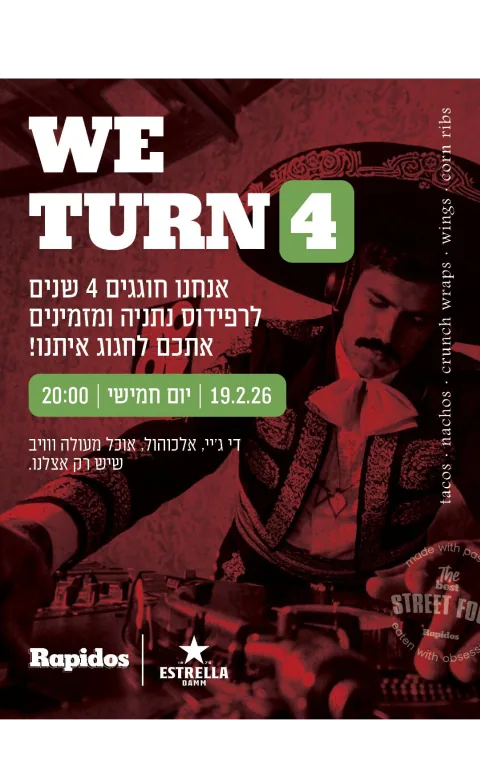 WE
TURN 4
אנחנו חוגגים 4 שנים
לרפידוס נתניה ומזמינים
אתכם לחגוג איתנו!
19.2.26 | יום חמישי | 20:00
די ג׳יי, אלכוהול, אוכל מעולה ווויב
שיש רק אצלנו.
tacos · nachos · crunch wraps · wings · corn ribs
made with pas
The
best
STREET FOO
Rapidos
eaten with obsess
Rapidos
ESTRELLA
DAMM